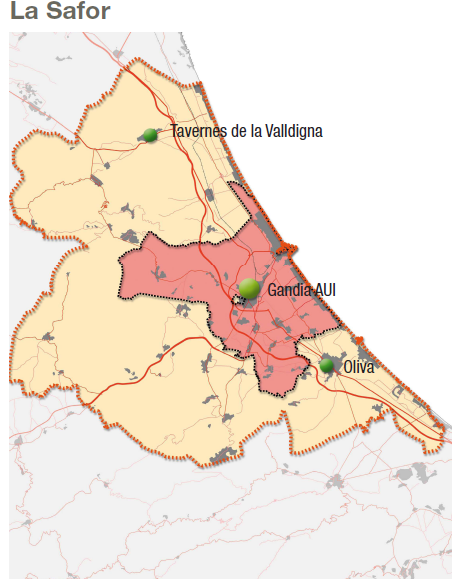 La Safor
Tavernes de la Valldigna
Gandia AUI
Oliva